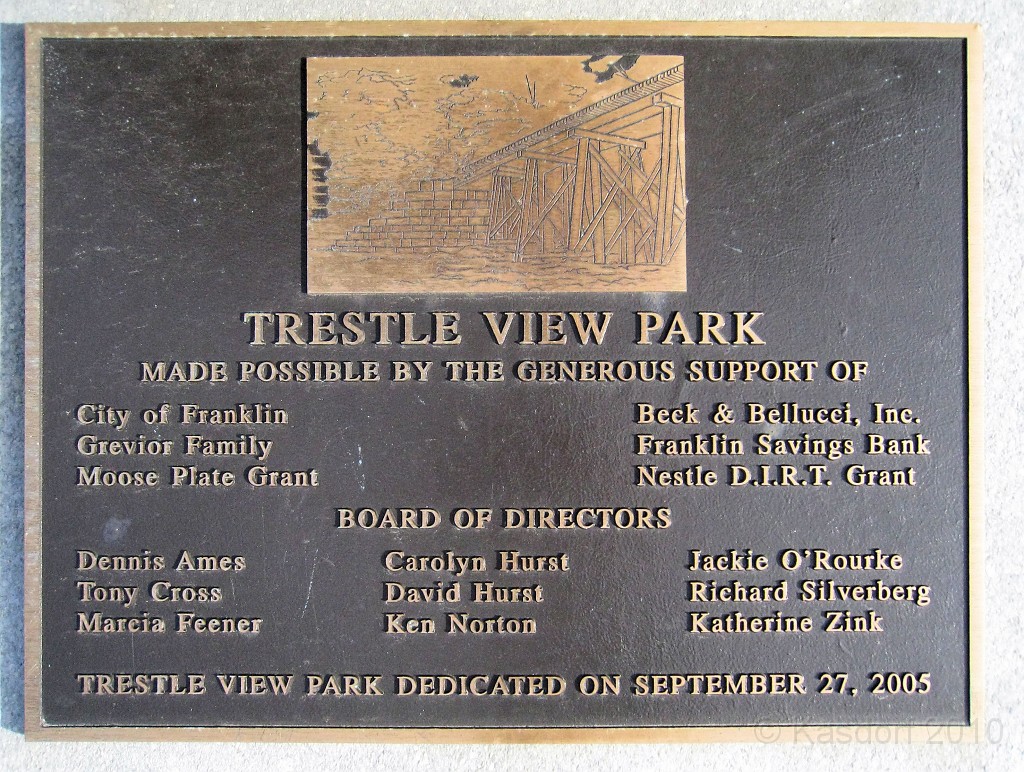 TRESTLE VIEW PARK
MADE POSSIBLE BY THE GENEROUS SUPPORT OF
City of Franklin
Grevior Family
Moose Plate Grant
Beck & Bellucci, Inc.
Franklin Savings Bank
Nestle D.I.R.T. Grant
BOARD OF DIRECTORS
Dennis Ames
Tony Cross
Marcia Feener
Carolyn Hurst
David Hurst
Ken Norton
Jackie O'Rourke
Richard Silverberg
Katherine Zink
TRESTLE VIEW PARK DEDICATED ON SEPTEMBER 27, 2005
© Kasdorf 2010